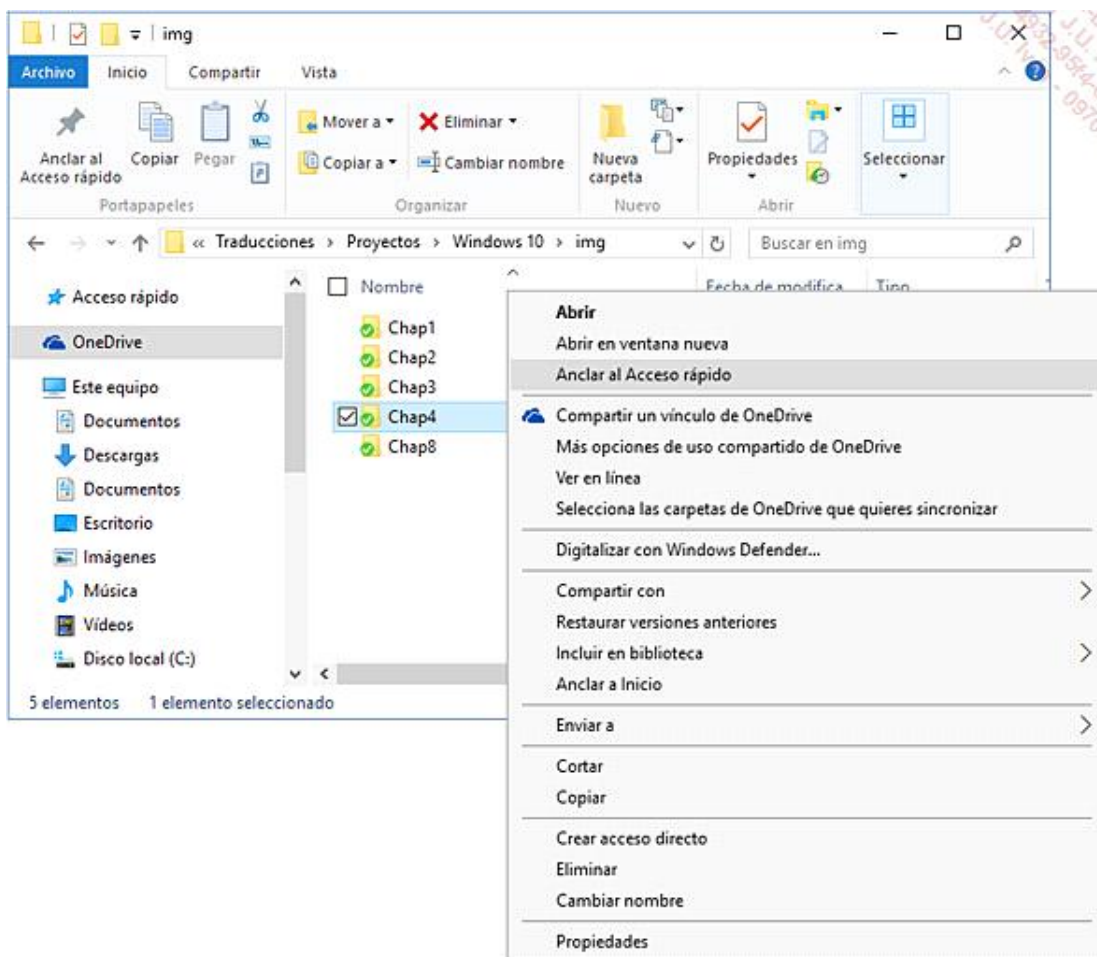 img
Archivo Inicio Compartir Vista
Anclar al Acceso rápido
Copiar
Pegar
Portapapeles
Mover a
Copiar a
Eliminar
Cambiar nombre
Organizar
Nueva carpeta
Nuevo
Propiedades
Abrir
Seleccionar
« Traducciones > Proyectos > Windows 10 > img
Buscar en img
Acceso rápido
OneDrive
Este equipo
Documentos
Descargas
Documentos
Escritorio
Imágenes
Música
Vídeos
Disco local (C:)
Nombre Fecha de modifica Tipo
Chap1
Chap2
Chap3
Chap4
Chap8
5 elementos 1 elemento seleccionado
Abrir
Abrir en ventana nueva
Anclar al Acceso rápido
Compartir un vínculo de OneDrive
Más opciones de uso compartido de OneDrive
Ver en línea
Selecciona las carpetas de OneDrive que quieres sincronizar
Digitalizar con Windows Defender...
Compartir con
Restaurar versiones anteriores
Incluir en biblioteca
Anclar a Inicio
Enviar a
Cortar
Copiar
Crear acceso directo
Eliminar
Cambiar nombre
Propiedades